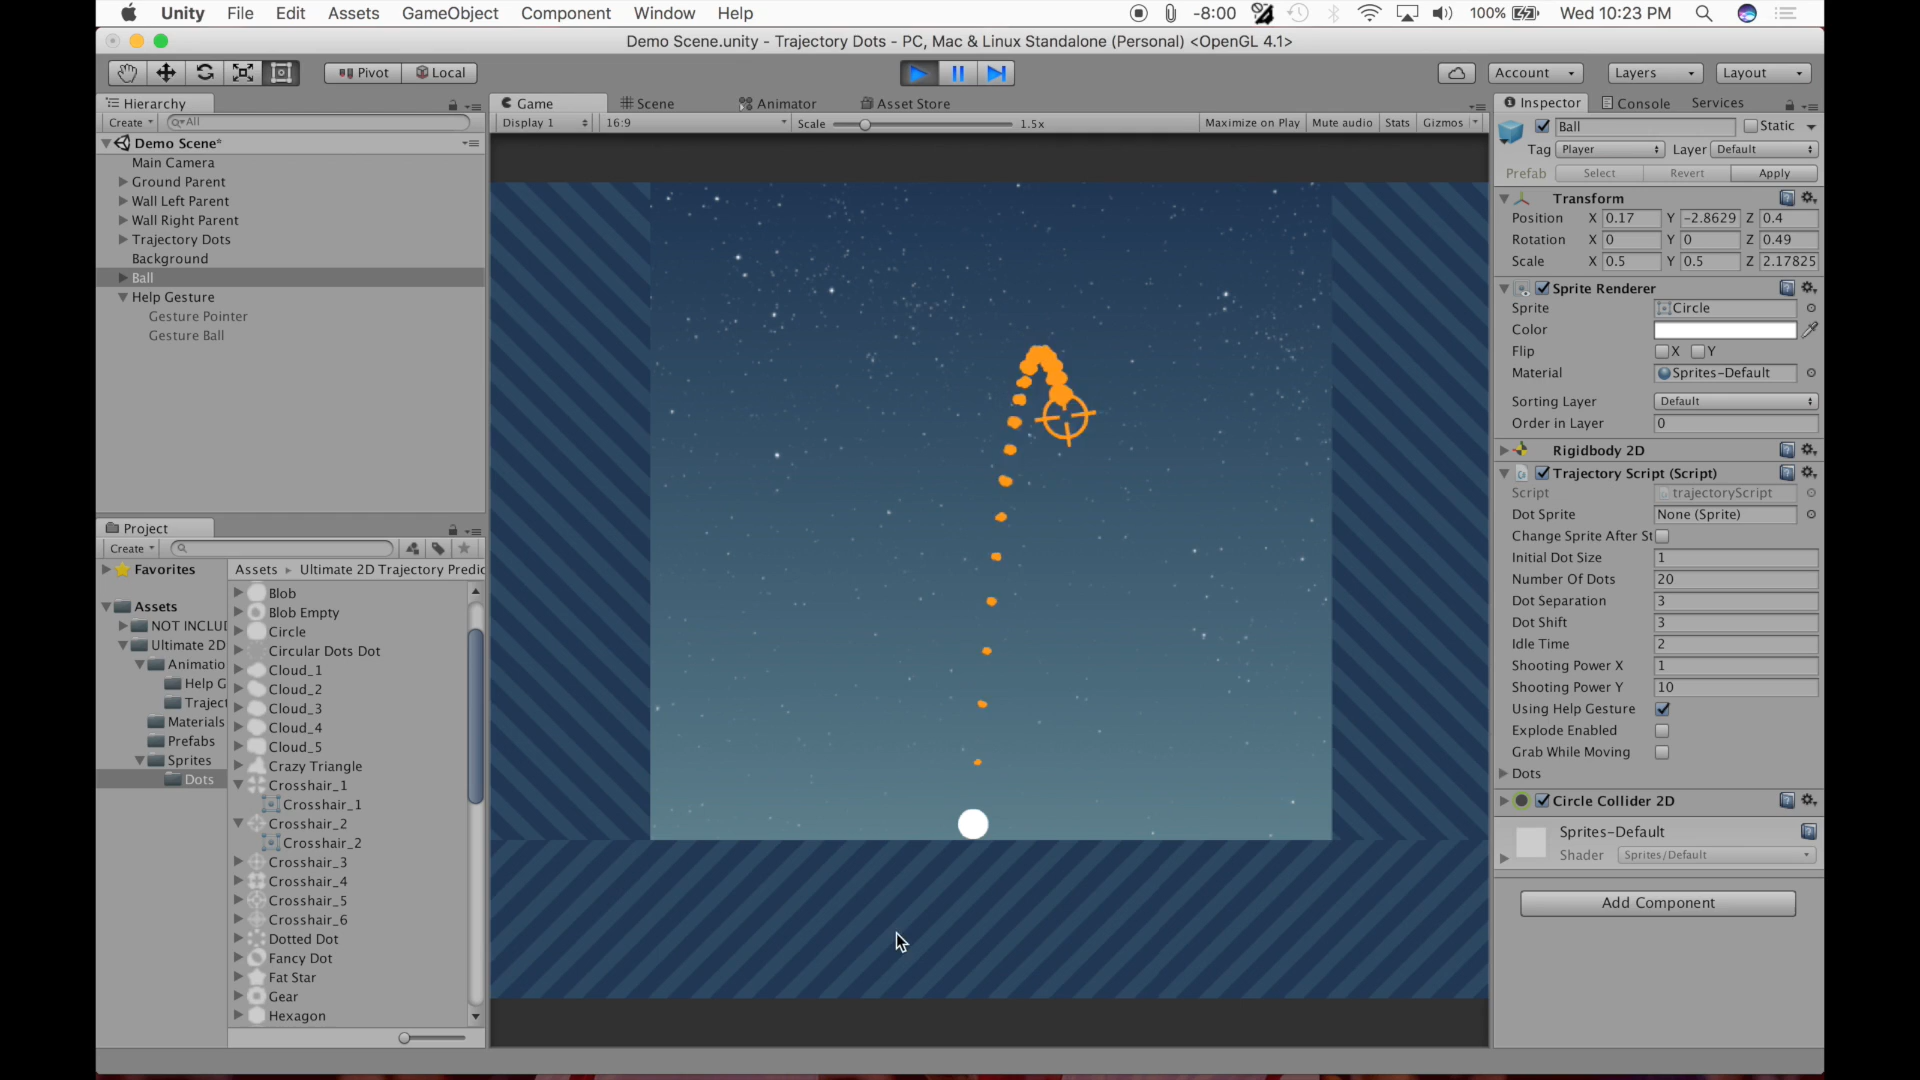 Unity File Edit Assets GameObject Component Window Help -8:00 100% Wed 10:23 PM
Demo Scene.unity - Trajectory Dots - PC, Mac & Linux Standalone (Personal) <OpenGL 4.1>
Pivot Local Account Layers Layout
Hierarchy
Create All
Demo Scene*
Main Camera
Ground Parent
Wall Left Parent
Wall Right Parent
Trajectory Dots
Background
Ball
Help Gesture
Gesture Pointer
Gesture Ball
Project
Create
Favorites
Assets
NOT INCLU
Ultimate 2D
Animatio
Help G
Traject
Materials
Prefabs
Sprites
Dots
Assets Ultimate 2D Trajectory Predic
Blob
Blob Empty
Circle
Circular Dots Dot
Cloud_1
Cloud_2
Cloud_3
Cloud_4
Cloud_5
Crazy Triangle
Crosshair_1
Crosshair_1
Crosshair_2
Crosshair_2
Crosshair_3
Crosshair_4
Crosshair_5
Crosshair_6
Dotted Dot
Fancy Dot
Fat Star
Gear
Hexagon
Game Scene Animator Asset Store
Display 1 16:9 Scale 1.5x Maximize on Play Mute audio Stats Gizmos
Inspector Console Services
Ball Static
Tag Player Layer Default
Prefab Select Revert Apply
Transform
Position X 0.17 Y -2.8629 Z 0.4
Rotation X 0 Y 0 Z 0.49
Scale X 0.5 Y 0.5 Z 2.17825
Sprite Renderer
Sprite Circle
Color
Flip X Y
Material Sprites-Default
Sorting Layer Default
Order in Layer 0
Rigidbody 2D
Trajectory Script (Script)
Script trajectoryScript
Dot Sprite None (Sprite)
Change Sprite After St
Initial Dot Size 1
Number Of Dots 20
Dot Separation 3
Dot Shift 3
Idle Time 2
Shooting Power X 1
Shooting Power Y 10
Using Help Gesture
Explode Enabled
Grab While Moving
Dots
Circle Collider 2D
Sprites-Default
Shader Sprites/Default
Add Component